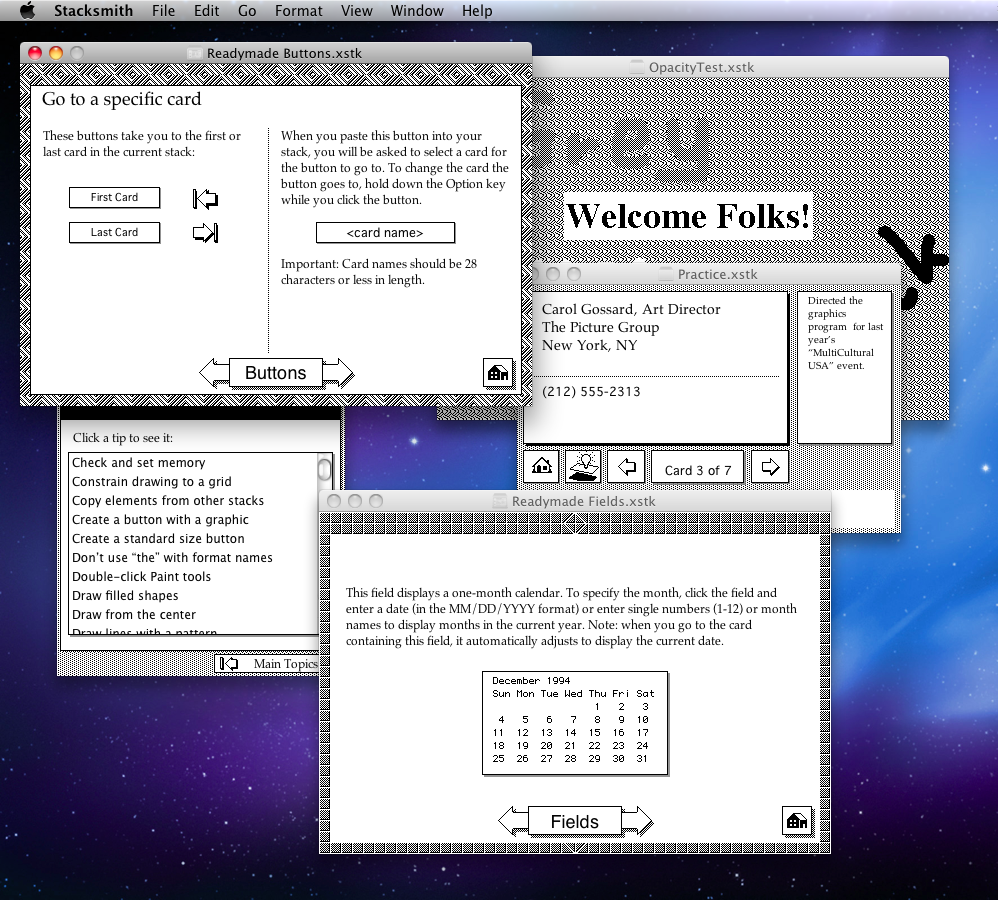 Stacksmith File Edit Go Format View Window Help
Readymade Buttons.xstk
Go to a specific card
These buttons take you to the first or
last card in the current stack:
First Card
Last Card
When you paste this button into your
stack, you will be asked to select a card for
the button to go to. To change the card the
button goes to, hold down the Option key
while you click the button.
<card name>
Important: Card names should be 28
characters or less in length.
Buttons
OpacityTest.xstk
Welcome Folks!
Practice.xstk
Carol Gossard, Art Director
The Picture Group
New York, NY
(212) 555-2313
Directed the
graphics
program for last
year's
“MultiCultural
USA” event.
Card 3 of 7
Click a tip to see it:
Check and set memory
Constrain drawing to a grid
Copy elements from other stacks
Create a button with a graphic
Create a standard size button
Don't use “the” with format names
Double-click Paint tools
Draw filled shapes
Draw from the center
Draw lines with a pattern
Main Topics
Readymade Fields.xstk
This field displays a one-month calendar. To specify the month, click the field and
enter a date (in the MM/DD/YYYY format) or enter single numbers (1-12) or month
names to display months in the current year. Note: when you go to the card
containing this field, it automatically adjusts to display the current date.
December 1994
Sun Mon Tue Wed Thu Fri Sat
1 2 3
4 5 6 7 8 9 10
11 12 13 14 15 16 17
18 19 20 21 22 23 24
25 26 27 28 29 30 31
Fields